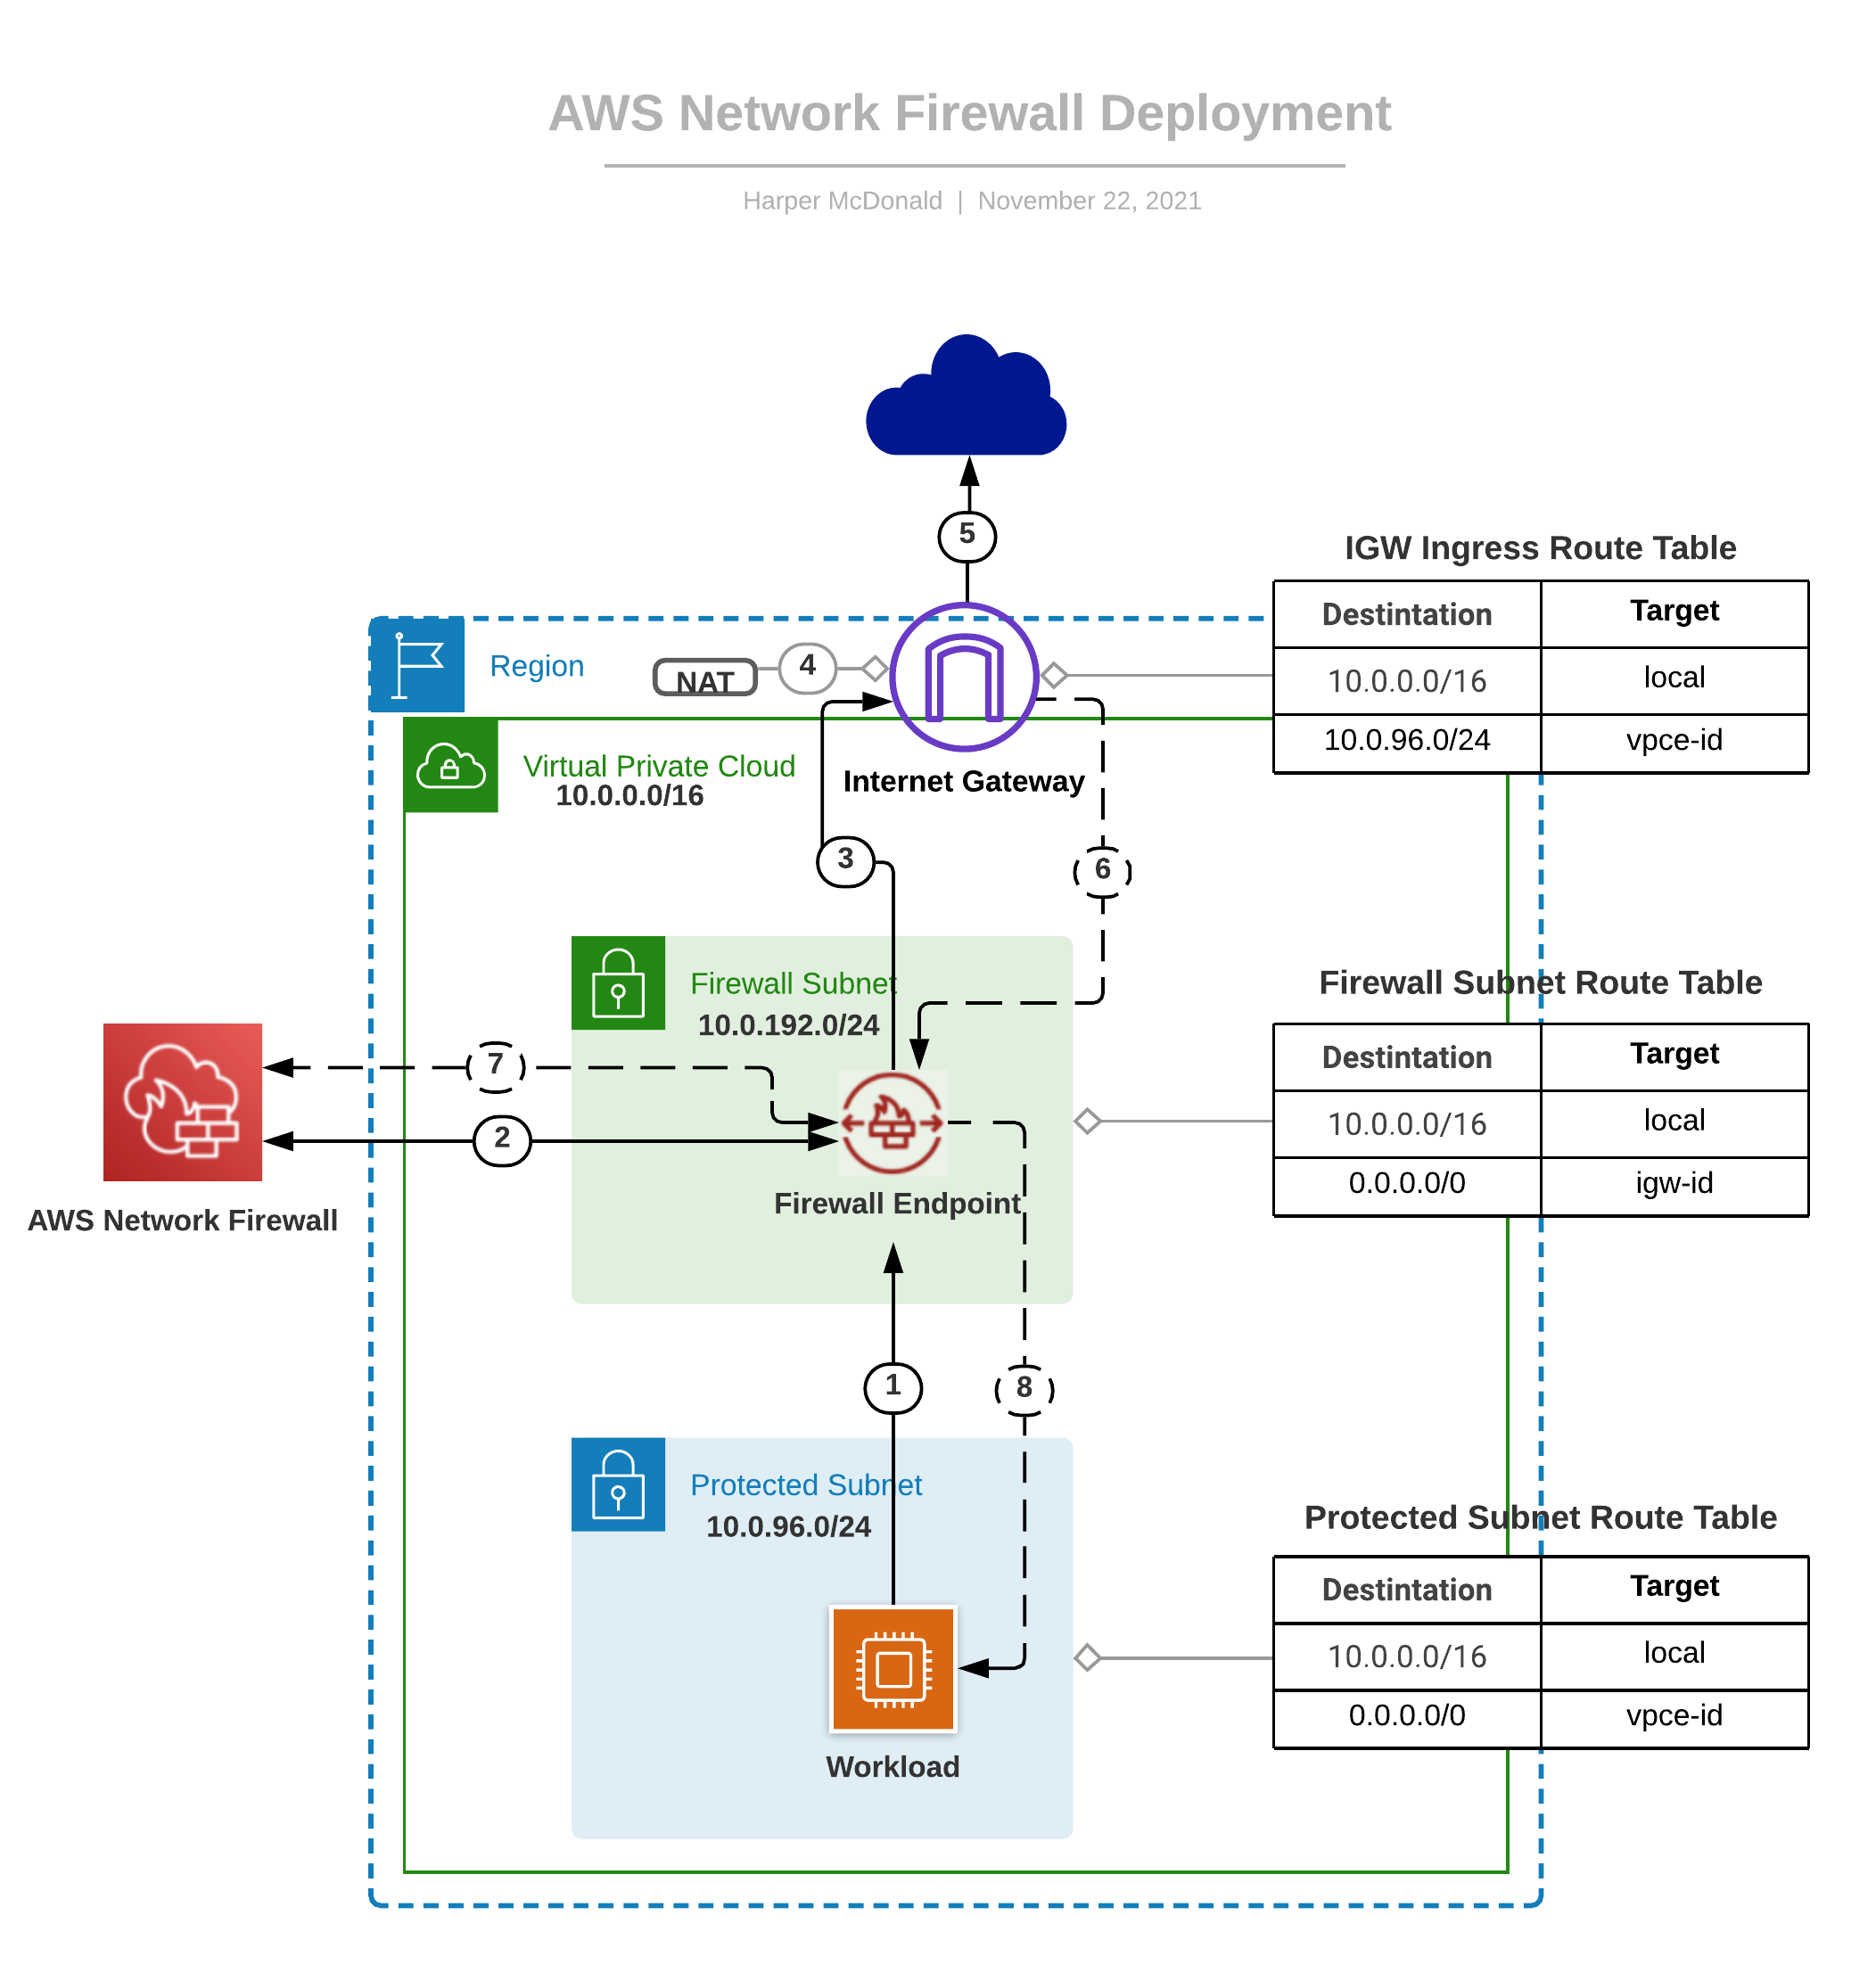 AWS Network Firewall Deployment
Harper McDonald | November 22, 2021
5
IGW Ingress Route Table
Destintation Target
10.0.0.0/16 local
10.0.96.0/24 vpce-id
Region
NAT
4
Virtual Private Cloud
10.0.0.0/16
Internet Gateway
3
6
Firewall Subnet
10.0.192.0/24
Firewall Subnet Route Table
Destintation Target
10.0.0.0/16 local
0.0.0.0/0 igw-id
7
2
AWS Network Firewall
Firewall Endpoint
1
8
Protected Subnet
10.0.96.0/24
Protected Subnet Route Table
Destintation Target
10.0.0.0/16 local
0.0.0.0/0 vpce-id
Workload